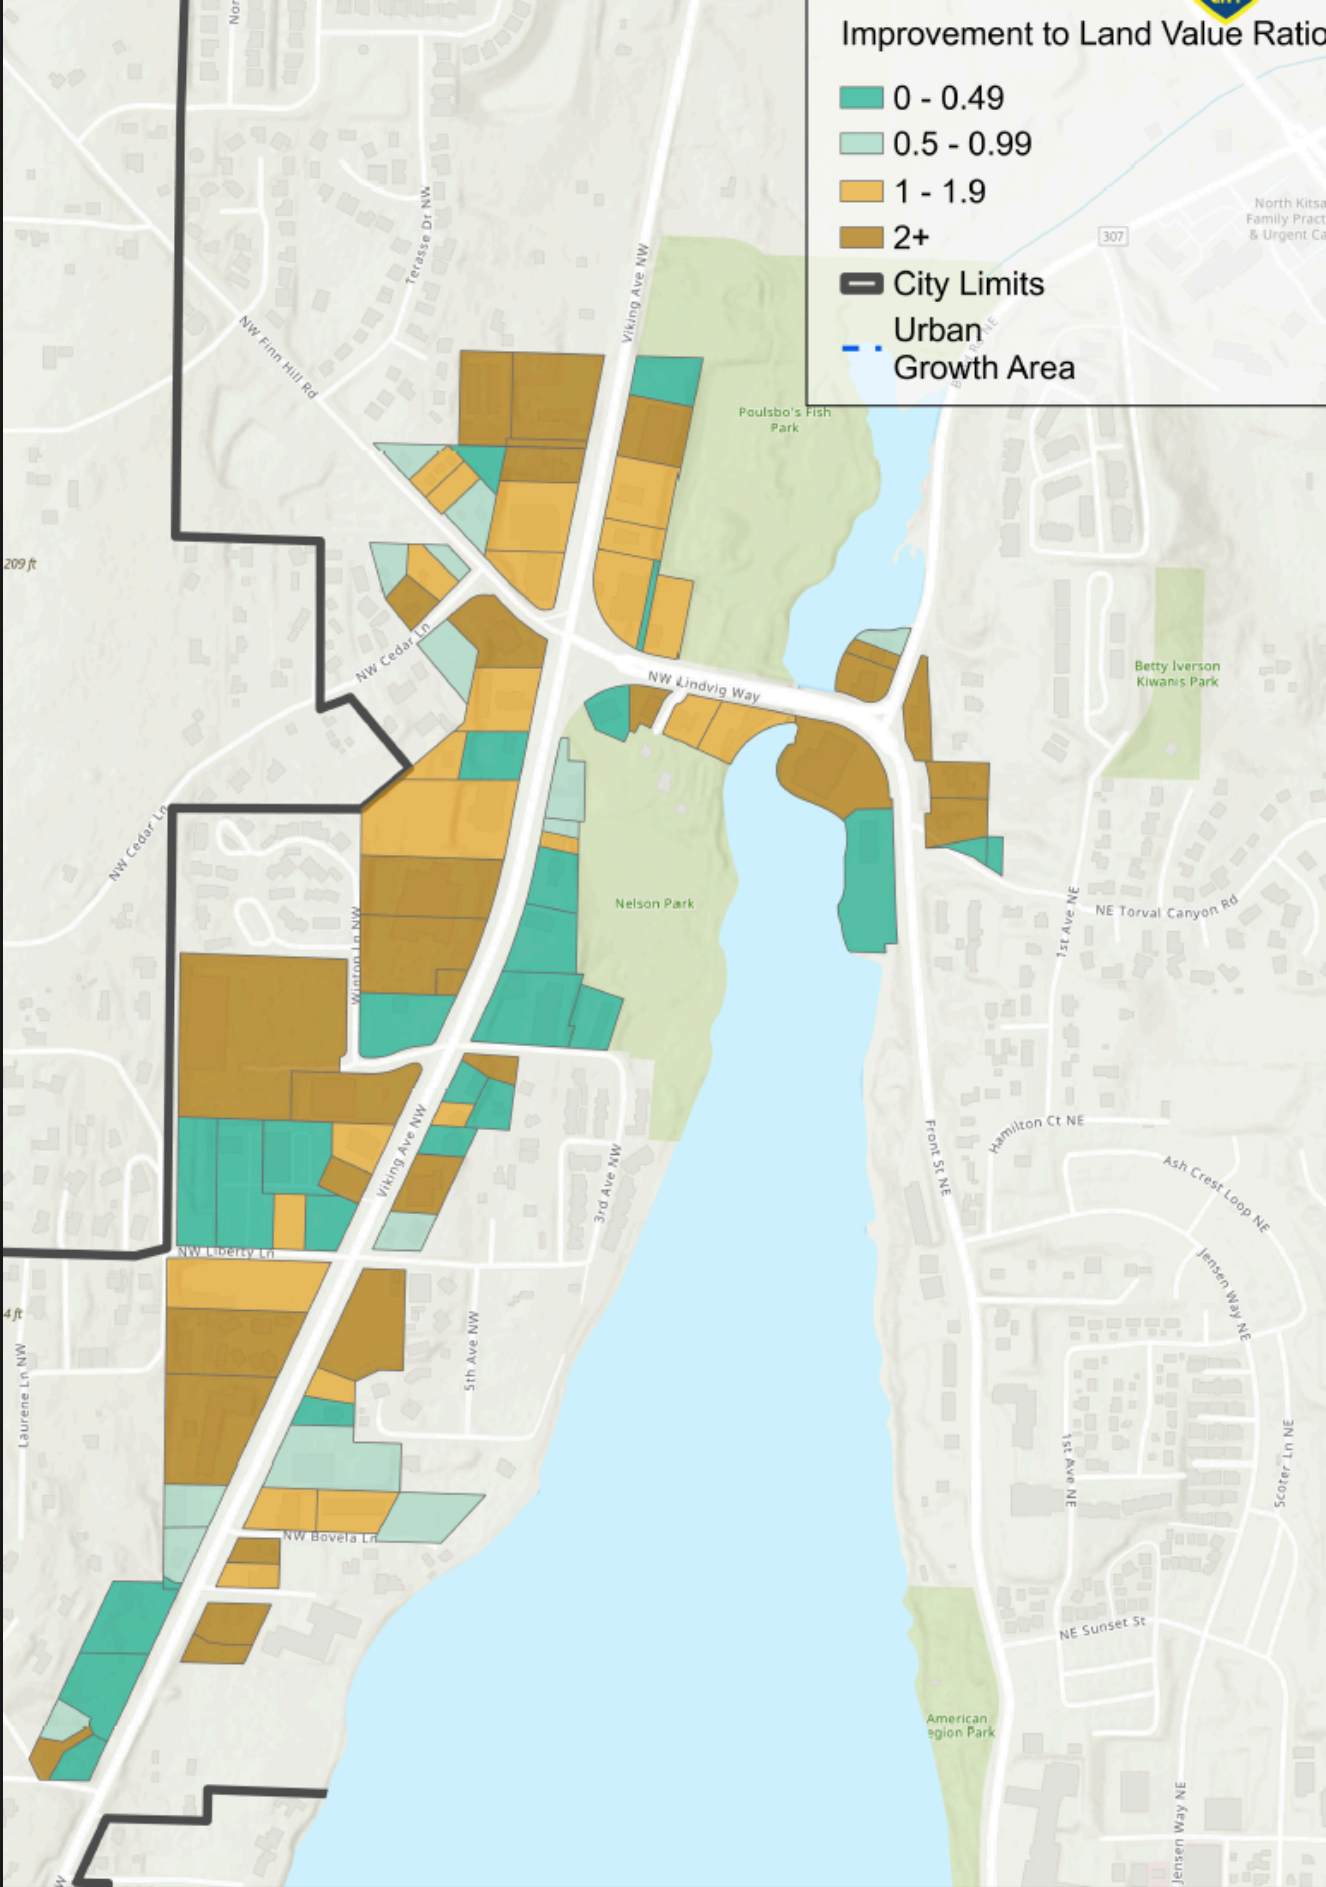 CITY
Improvement to Land Value Ratio
0 - 0.49
0.5 - 0.99
1 - 1.9
2+
City Limits
Urban
Growth Area
North Kitsa
Family Pract
& Urgent Ca
307
Nor
Terasse Dr NW
Viking Ave NW
NW Finn Hill Rd
Poulsbo's Fish
Park
209 ft
NW Cedar Ln
NW Lindvig Way
Betty Iverson
Kiwanis Park
NW Cedar Ln
Nelson Park
Winton Ln NW
1st Ave NE
NE Torval Canyon Rd
Viking Ave NW
3rd Ave NW
Front St NE
Hamilton Ct NE
Ash Crest Loop NE
NW Liberty Ln
Jensen Way NE
4 ft
5th Ave NW
Laurene Ln NW
1st Ave NE
Scoter Ln NE
NW Bovela Ln
NE Sunset St
American
egion Park
Jensen Way NE
W